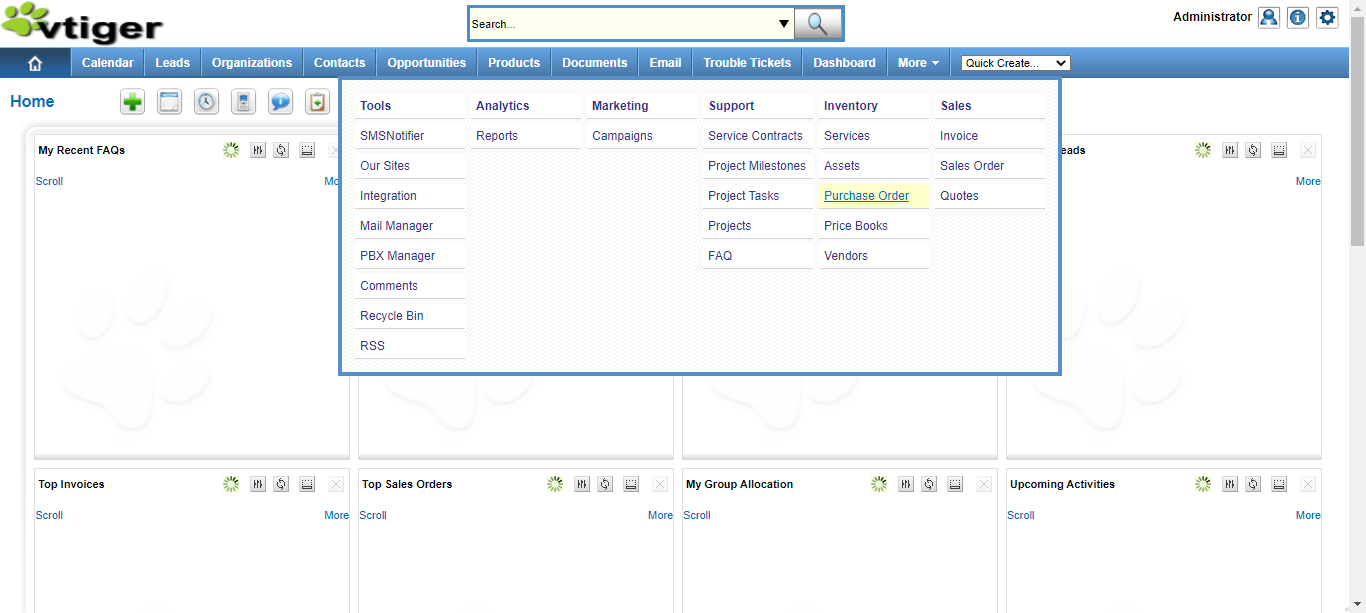 vtiger
Search...
Administrator
Calendar Leads Organizations Contacts Opportunities Products Documents Email Trouble Tickets Dashboard More Quick Create...
Home
Tools Analytics Marketing Support Inventory Sales
SMSNotifier Reports Campaigns Service Contracts Services Invoice
Our Sites Project Milestones Assets Sales Order
Integration Project Tasks Purchase Order Quotes
Mail Manager Projects Price Books
PBX Manager FAQ Vendors
Comments
Recycle Bin
RSS
My Recent FAQs
Scroll More
Top Invoices Top Sales Orders My Group Allocation Upcoming Activities
Scroll More Scroll More Scroll Scroll More